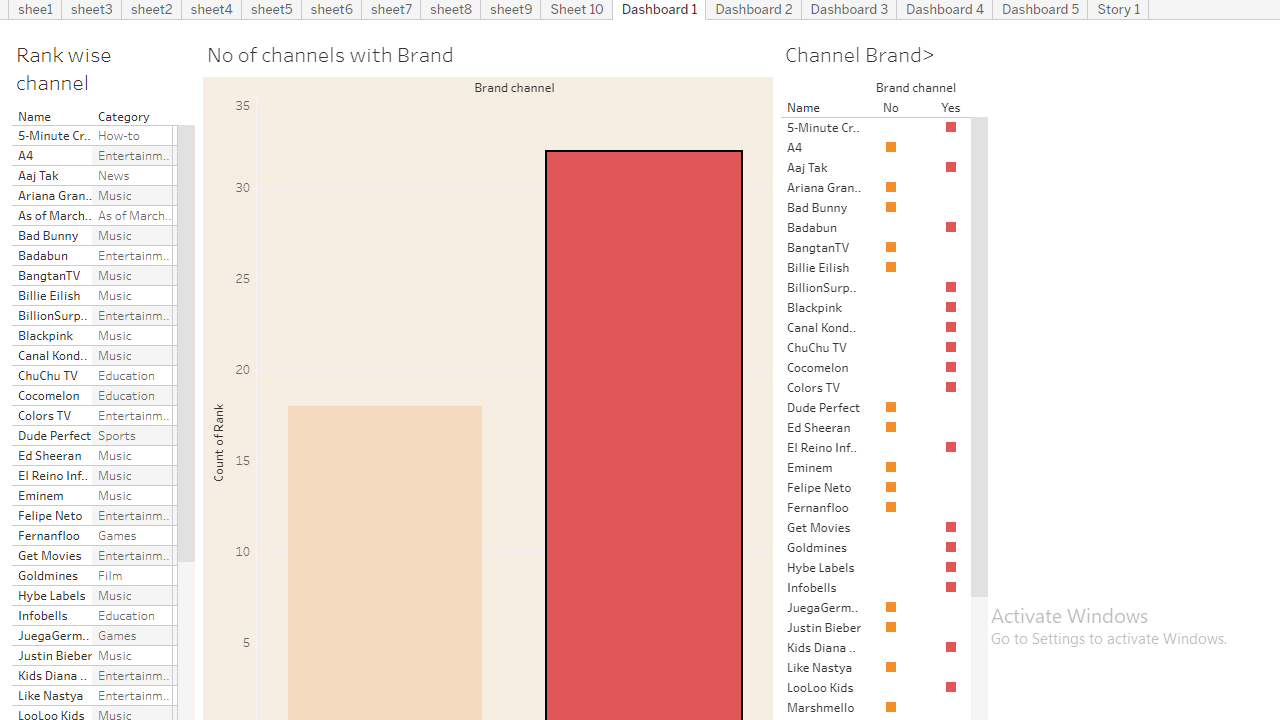 shee1 sheet3 sheet2 sheet4 sheet5 sheet6 sheet7 sheet8 sheet9 Sheet 10 Dashboard 1 Dashboard 2 Dashboard 3 Dashboard 4 Dashboard 5 Story 1
Rank wise
channel
Name Category
5-Minute Cr.. How-to
A4 Entertainm..
Aaj Tak News
Ariana Gran.. Music
As of March.. As of March..
Bad Bunny Music
Badabun Entertainm..
BangtanTV Music
Billie Eilish Music
BillionSurp.. Entertainm..
Blackpink Music
Canal Kond.. Music
ChuChu TV Education
Cocomelon Education
Colors TV Entertainm..
Dude Perfect Sports
Ed Sheeran Music
El Reino Inf.. Music
Eminem Music
Felipe Neto Entertainm..
Fernanfloo Games
Get Movies Entertainm..
Goldmines Film
Hybe Labels Music
Infobells Education
JuegaGerm.. Games
Justin Bieber Music
Kids Diana .. Entertainm..
Like Nastya Entertainm..
LooLoo Kids Music
No of channels with Brand
Brand channel
35
30
25
20
15
10
5
Count of Rank
Channel Brand>
Brand channel
Name No Yes
5-Minute Cr..
A4
Aaj Tak
Ariana Gran..
Bad Bunny
Badabun
BangtanTV
Billie Eilish
BillionSurp..
Blackpink
Canal Kond..
ChuChu TV
Cocomelon
Colors TV
Dude Perfect
Ed Sheeran
El Reino Inf..
Eminem
Felipe Neto
Fernanfloo
Get Movies
Goldmines
Hybe Labels
Infobells
JuegaGerm..
Justin Bieber
Kids Diana ..
Like Nastya
LooLoo Kids
Marshmello
Activate Windows
Go to Settings to activate Windows.